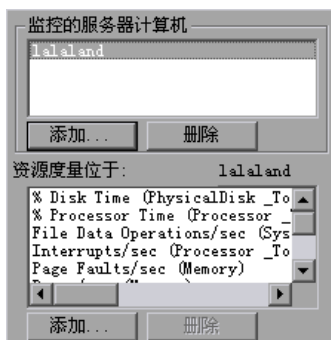 监控的服务器计算机
lalaland
添加... 删除
资源度量位于: lalaland
% Disk Time (PhysicalDisk _To
% Processor Time (Processor _
File Data Operations/sec (Sys
Interrupts/sec (Processor _To
Page Faults/sec (Memory)
添加... 删除